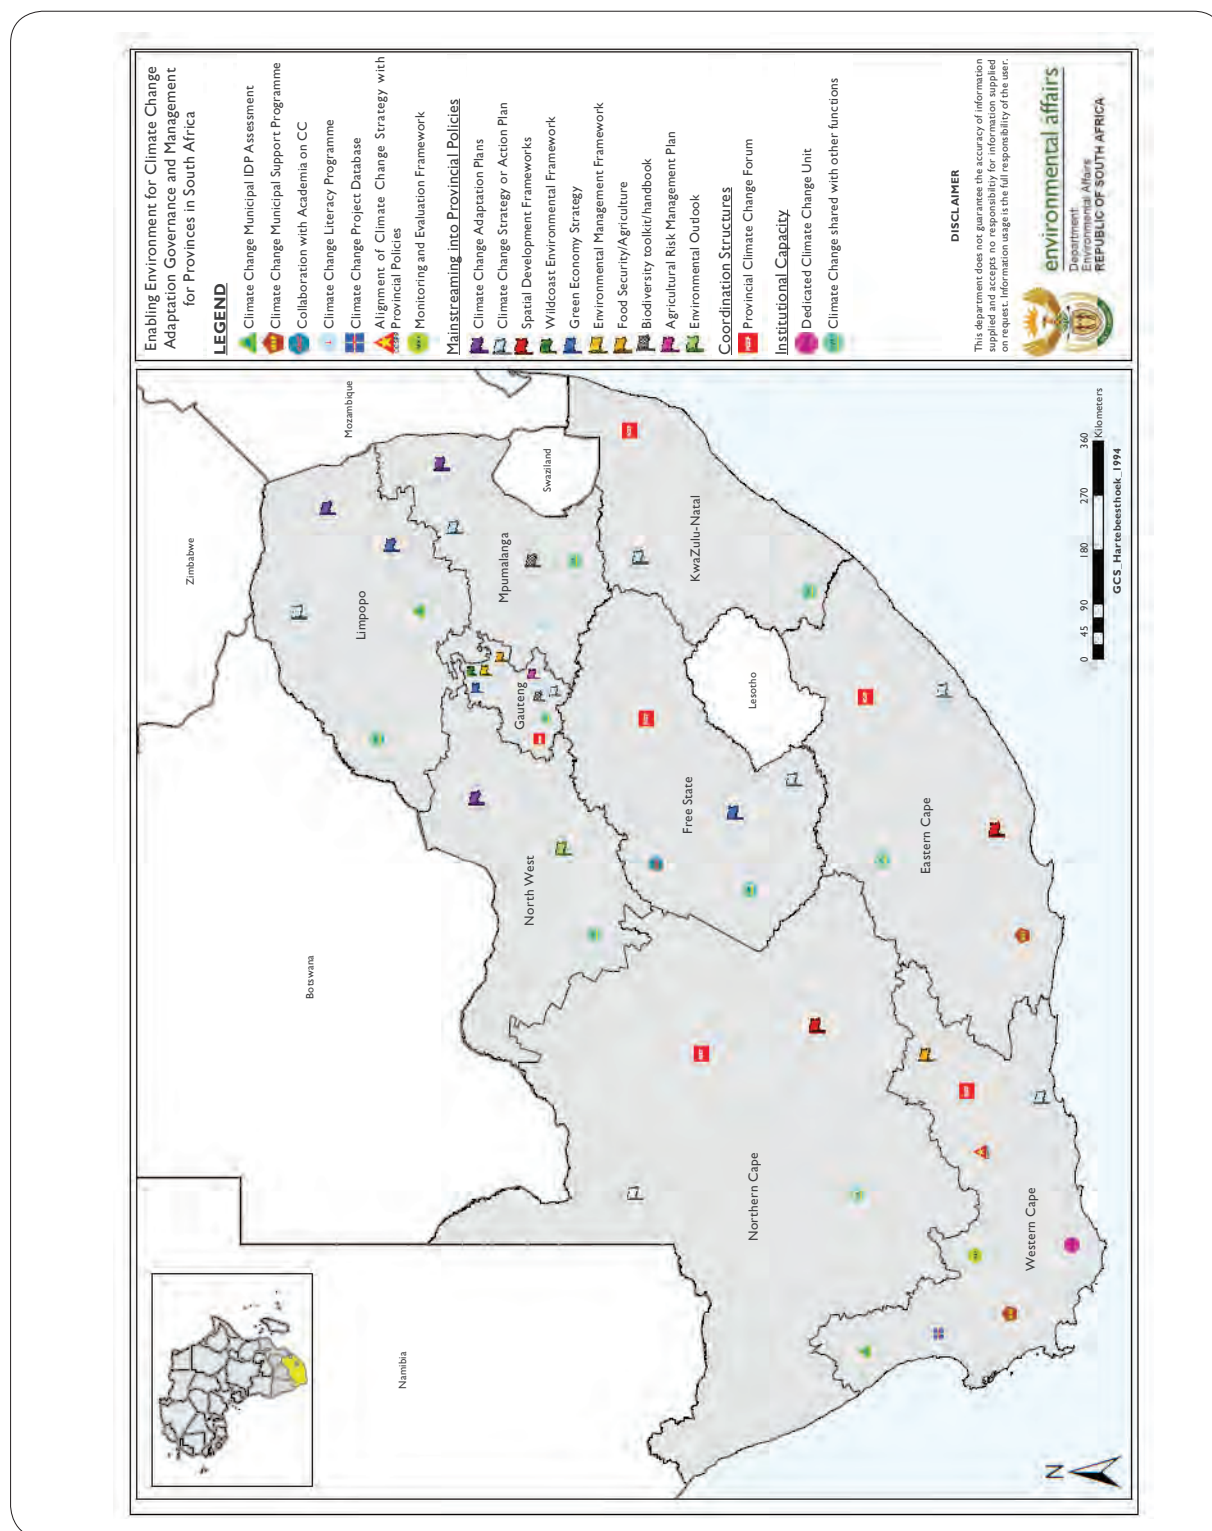 Enabling Environment for Climate Change
Adaptation Governance and Management
for Provinces in South Africa
LEGEND
Climate Change Municipal IDP Assessment
Climate Change Municipal Support Programme
Collaboration with Academia on CC
Climate Change Literacy Programme
Climate Change Project Database
Alignment of Climate Change Strategy with
Provincial Policies
Monitoring and Evaluation Framework
Mainstreaming into Provincial Policies
Climate Change Adaptation Plans
Climate Change Strategy or Action Plan
Spatial Development Frameworks
Wildcoast Environmental Framework
Green Economy Strategy
Environmental Management Framework
Food Security/Agriculture
Biodiversity toolkit/handbook
Agricultural Risk Management Plan
Environmental Outlook
Coordination Structures
Provincial Climate Change Forum
Institutional Capacity
Dedicated Climate Change Unit
Climate Change shared with other functions
DISCLAIMER
This department does not guarantee the accuracy of information
supplied and accepts no responsibility for information supplied
on request. Information usage is the full responsibility of the user.
environmental affairs
Department:
Environmental Affairs
REPUBLIC OF SOUTH AFRICA
Zimbabwe
Mozambique
Botswana
Namibia
Swaziland
Lesotho
Limpopo
Mpumalanga
Gauteng
North West
Free State
KwaZulu-Natal
Eastern Cape
Northern Cape
Western Cape
N
0 45 90 180 270 360
Kilometers
GCS_Hartebeesthoek_1994